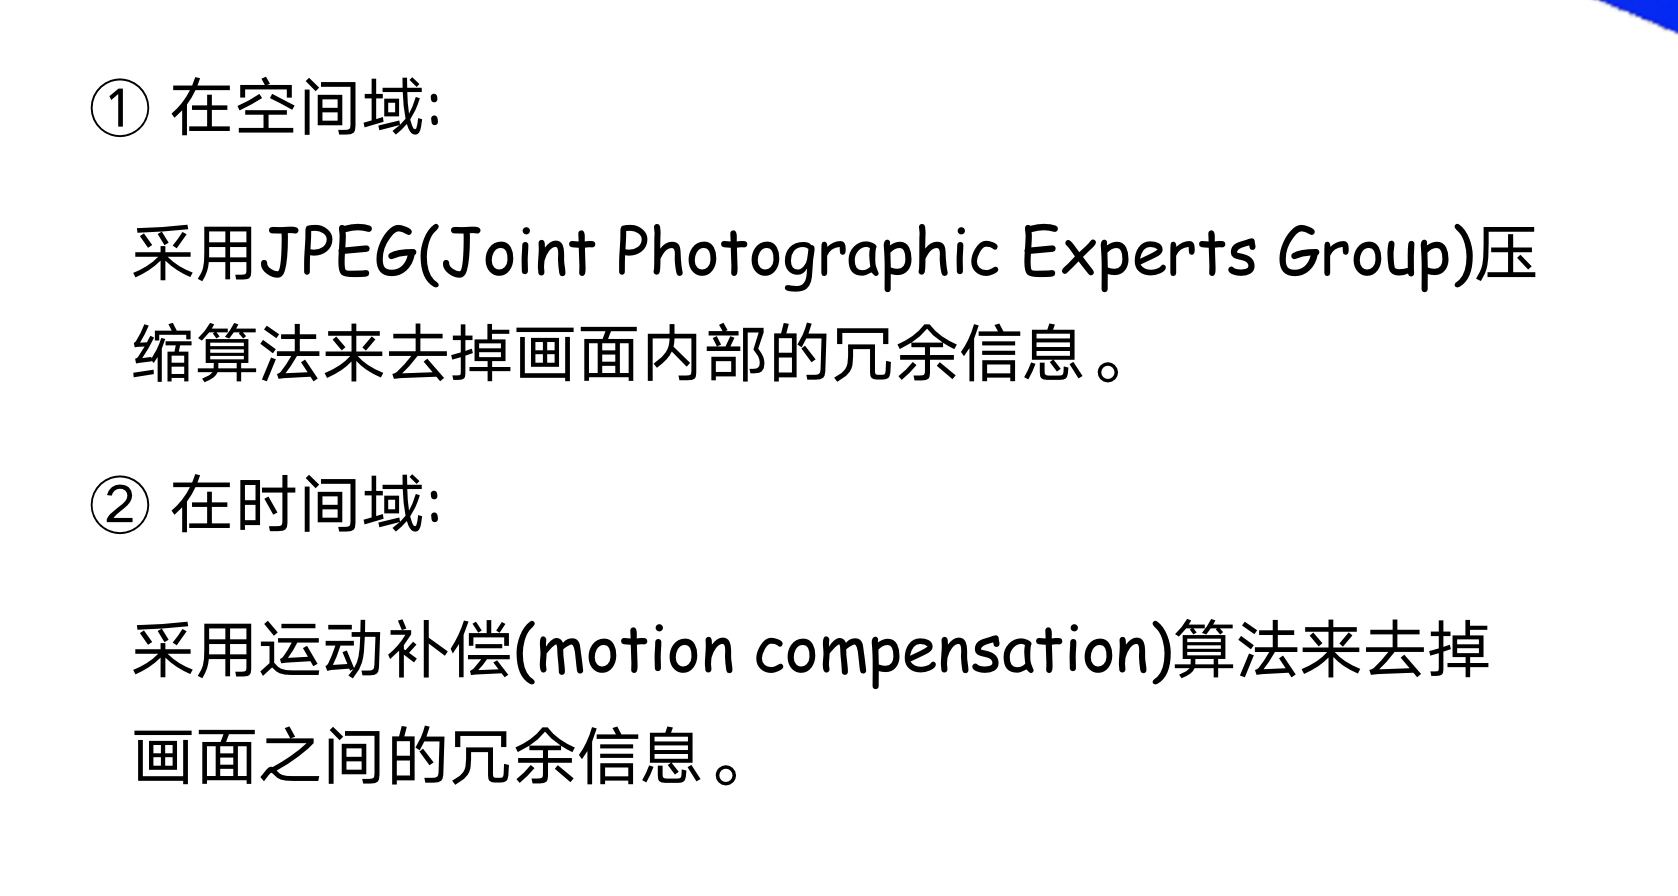 ① 在空间域:
采用JPEG(Joint Photographic Experts Group)压
缩算法来去掉画面内部的冗余信息。
② 在时间域:
采用运动补偿(motion compensation)算法来去掉
画面之间的冗余信息。